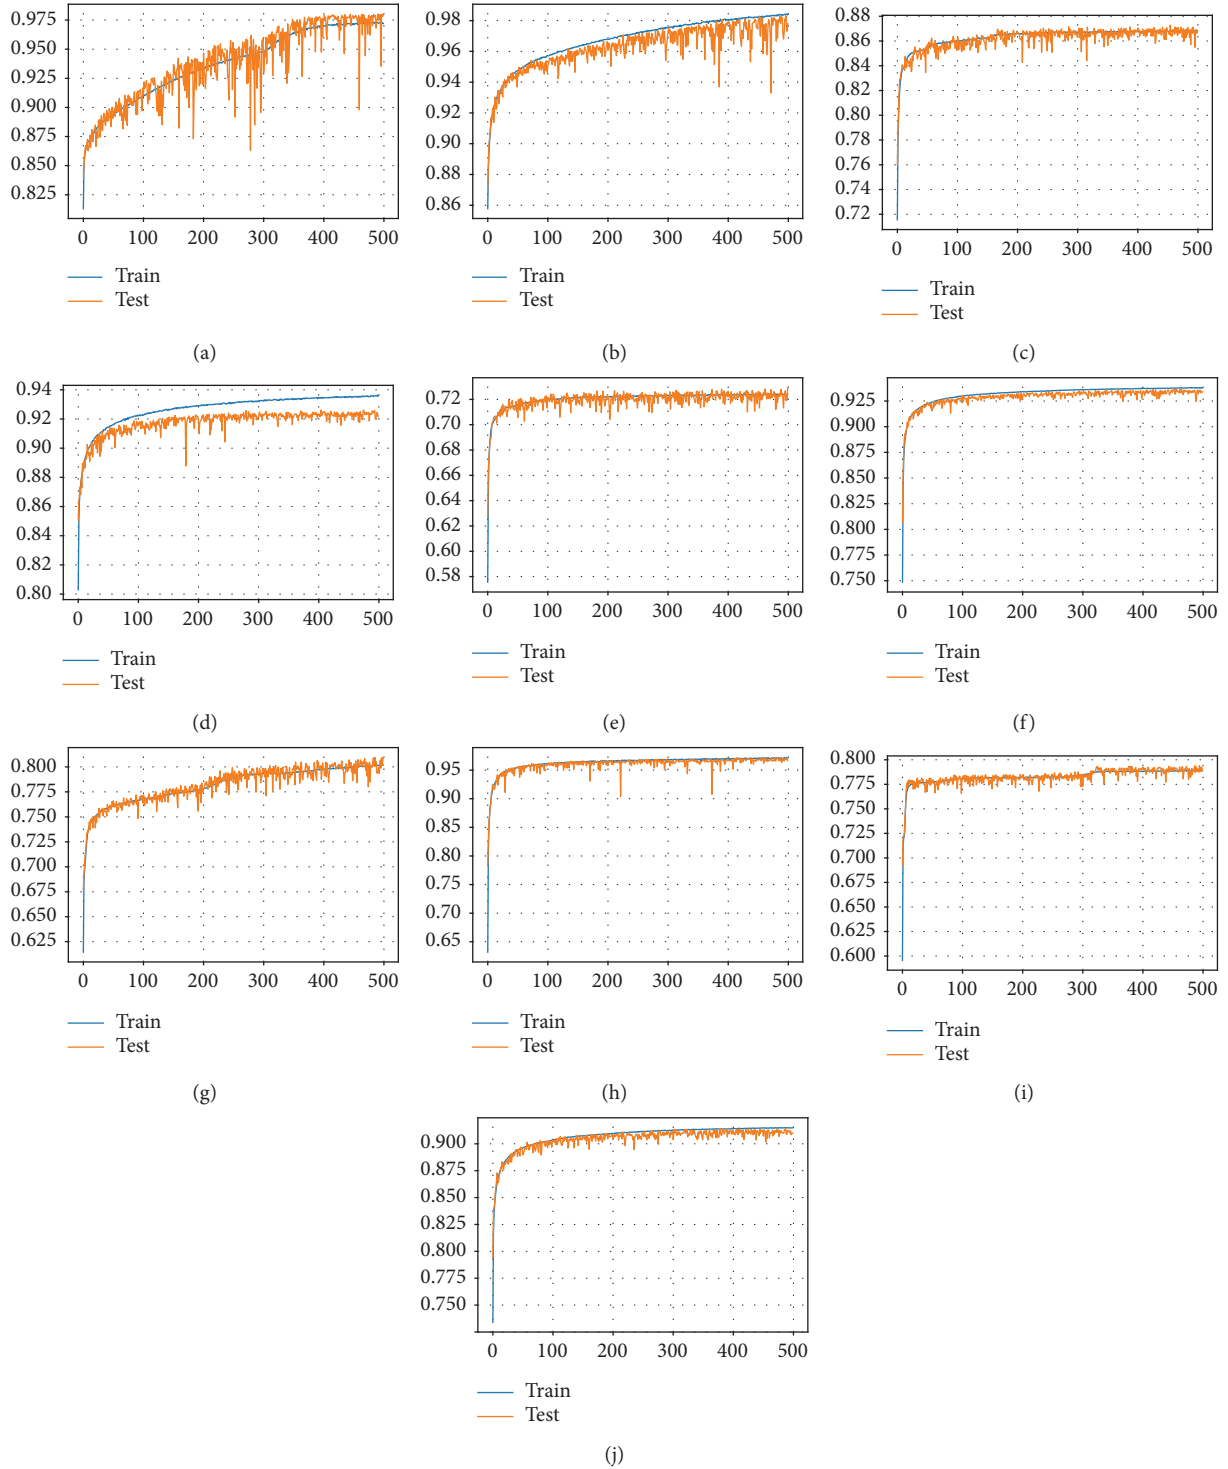 0.975
0.950
0.925
0.900
0.875
0.850
0.825
0 100 200 300 400 500
Train
Test
(a)
0.98
0.96
0.94
0.92
0.90
0.88
0.86
0 100 200 300 400 500
Train
Test
(b)
0.88
0.86
0.84
0.82
0.80
0.78
0.76
0.74
0.72
0 100 200 300 400 500
Train
Test
(c)
0.94
0.92
0.90
0.88
0.86
0.84
0.82
0.80
0 100 200 300 400 500
Train
Test
(d)
0.72
0.70
0.68
0.66
0.64
0.62
0.60
0.58
0 100 200 300 400 500
Train
Test
(e)
0.925
0.900
0.875
0.850
0.825
0.800
0.775
0.750
0 100 200 300 400 500
Train
Test
(f)
0.800
0.775
0.750
0.725
0.700
0.675
0.650
0.625
0 100 200 300 400 500
Train
Test
(g)
0.95
0.90
0.85
0.80
0.75
0.70
0.65
0 100 200 300 400 500
Train
Test
(h)
0.800
0.775
0.750
0.725
0.700
0.675
0.650
0.625
0.600
0 100 200 300 400 500
Train
Test
(i)
0.900
0.875
0.850
0.825
0.800
0.775
0.750
0 100 200 300 400 500
Train
Test
(j)